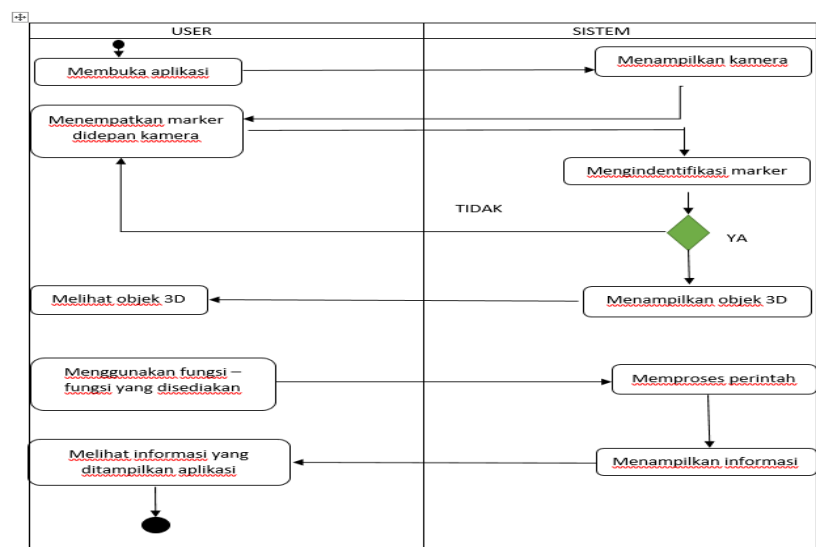 USER
SISTEM
Membuka aplikasi
Menampilkan kamera
Menempatkan marker
didepan kamera
Mengindentifikasi marker
TIDAK
YA
Melihat objek 3D
Menampilkan objek 3D
Menggunakan fungsi –
fungsi yang disediakan
Memproses perintah
Melihat informasi yang
ditampilkan aplikasi
Menampilkan informasi